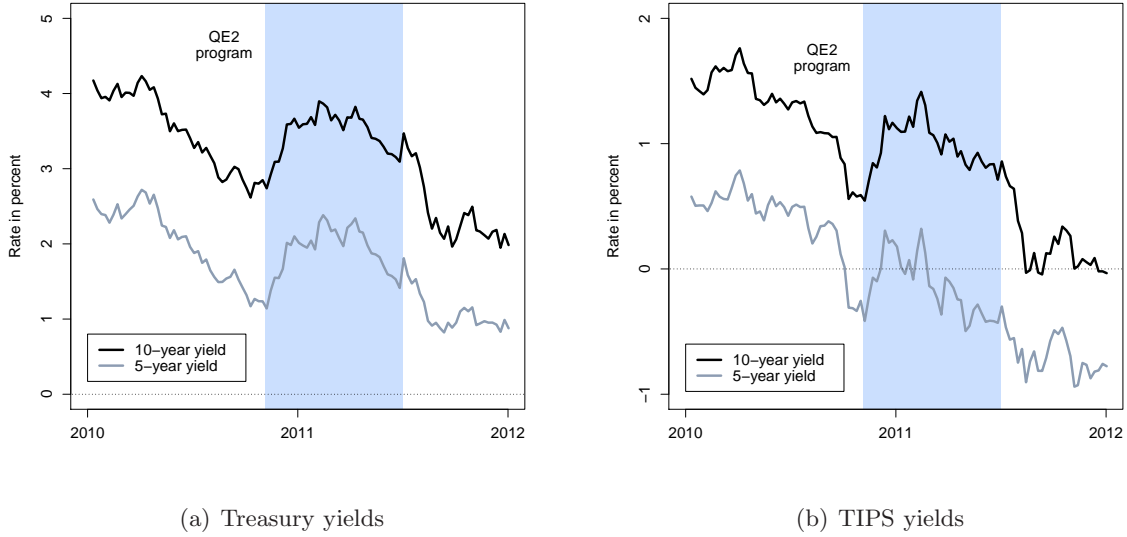 Rate in percent
5
4
3
2
1
0
QE2
program
10−year yield
5−year yield
2010
2011
2012
(a) Treasury yields
Rate in percent
2
1
0
−1
QE2
program
10−year yield
5−year yield
2010
2011
2012
(b) TIPS yields